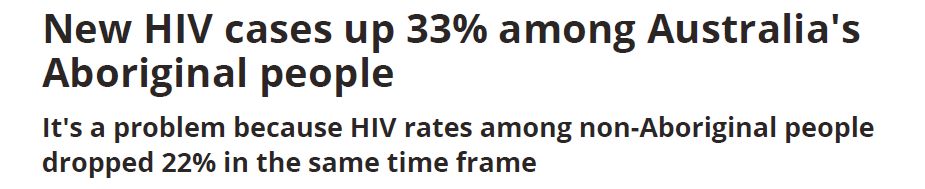 New HIV cases up 33% among Australia's
Aboriginal people
It's a problem because HIV rates among non-Aboriginal people
dropped 22% in the same time frame